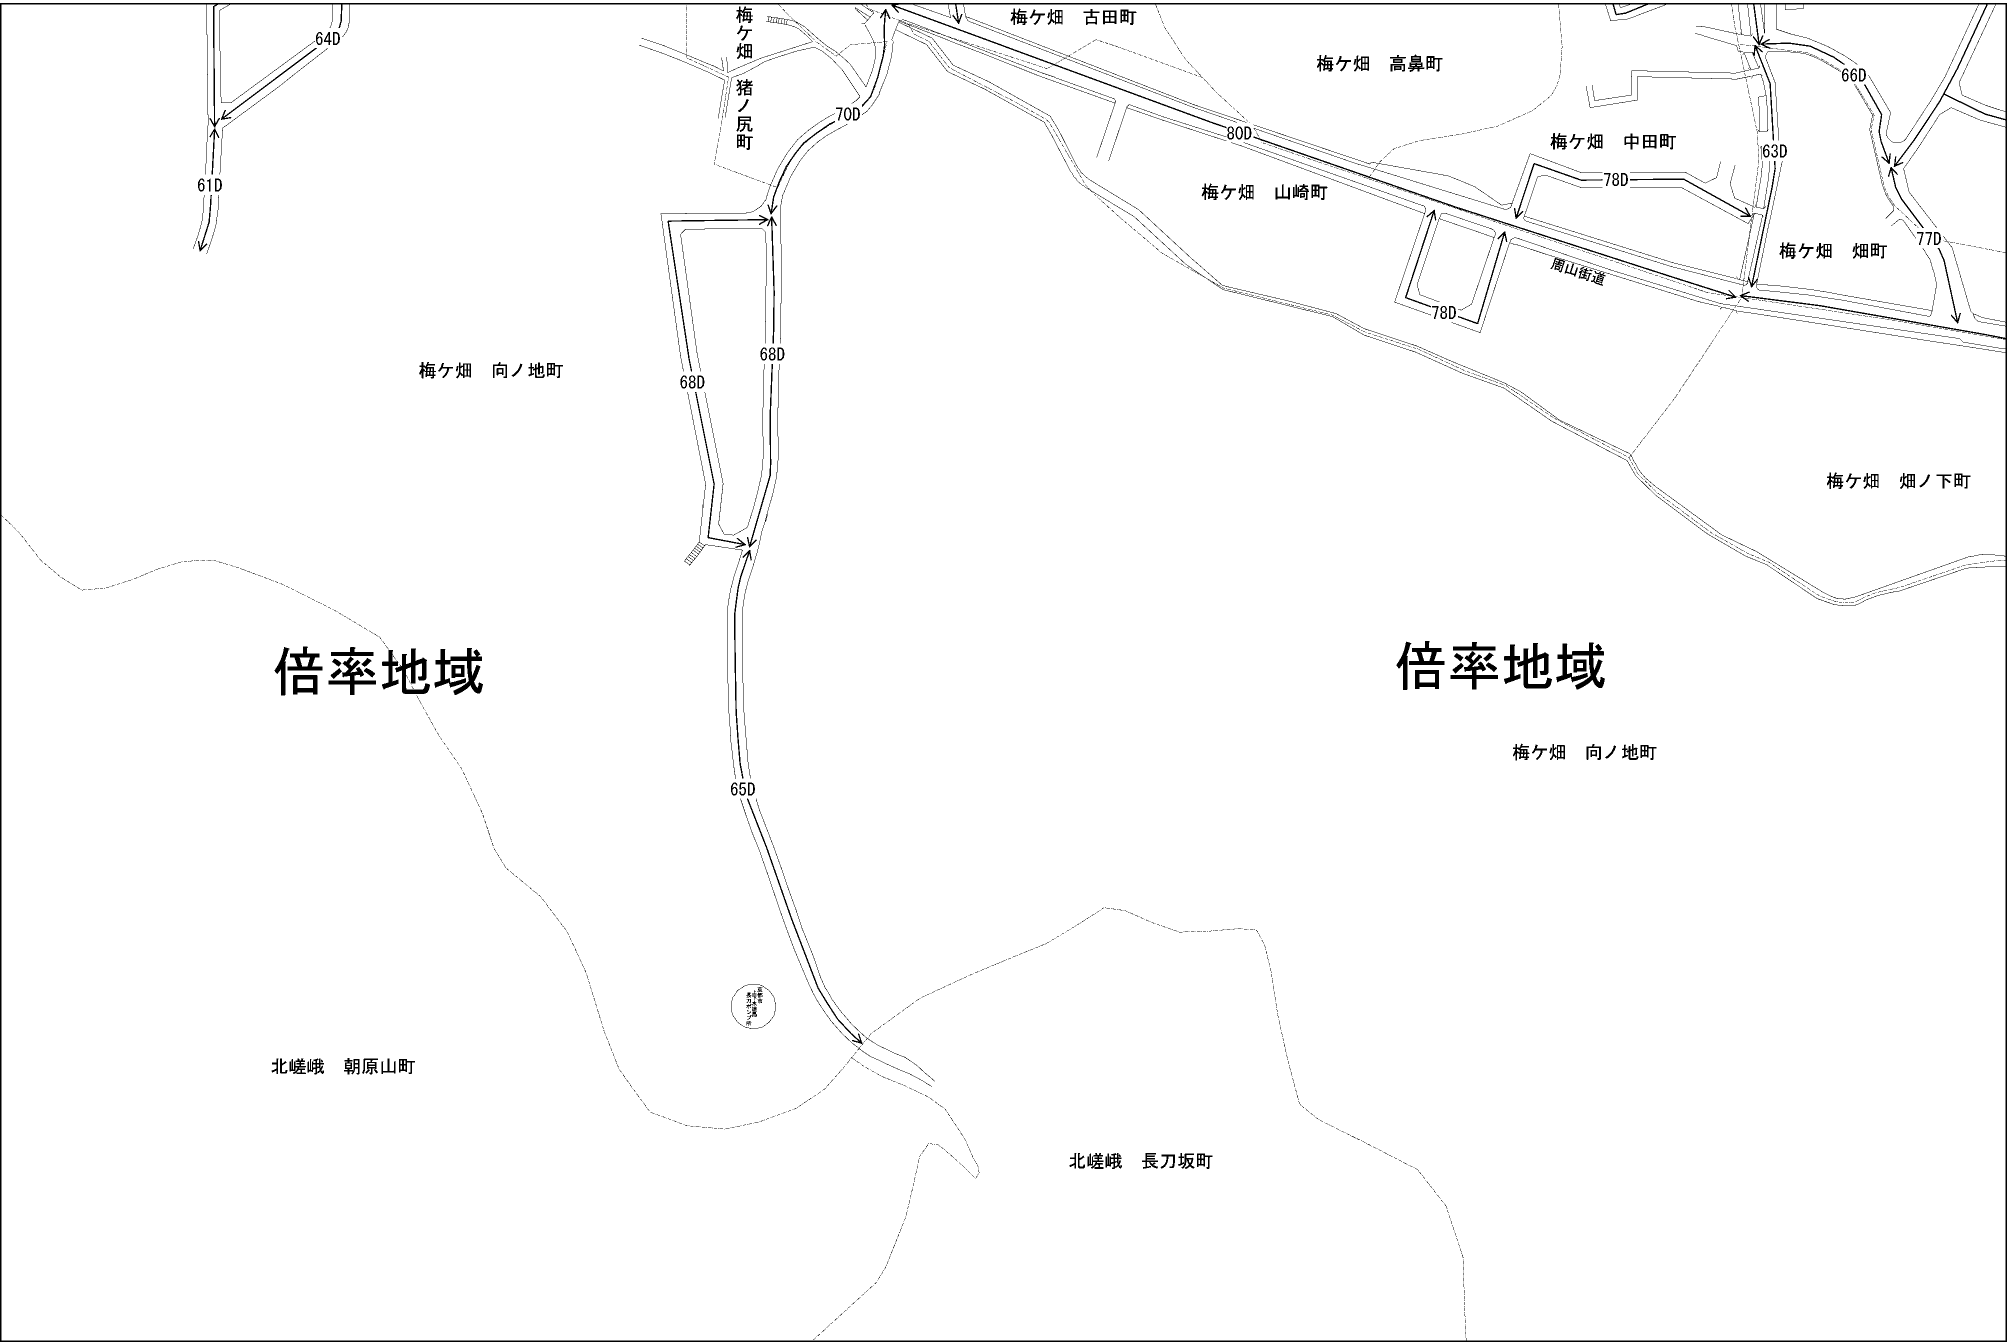 梅ケ畑　古田町
梅ケ畑　猪ノ尻町
64D
梅ケ畑　高鼻町
66D
70D
80D
梅ケ畑　中田町
63D
61D
梅ケ畑　山崎町
78D
77D
梅ケ畑　畑町
周山街道
78D
68D
梅ケ畑　向ノ地町
68D
梅ケ畑　畑ノ下町
倍率地域
倍率地域
梅ケ畑　向ノ地町
65D
北嵯峨　朝原山町
北嵯峨　長刀坂町